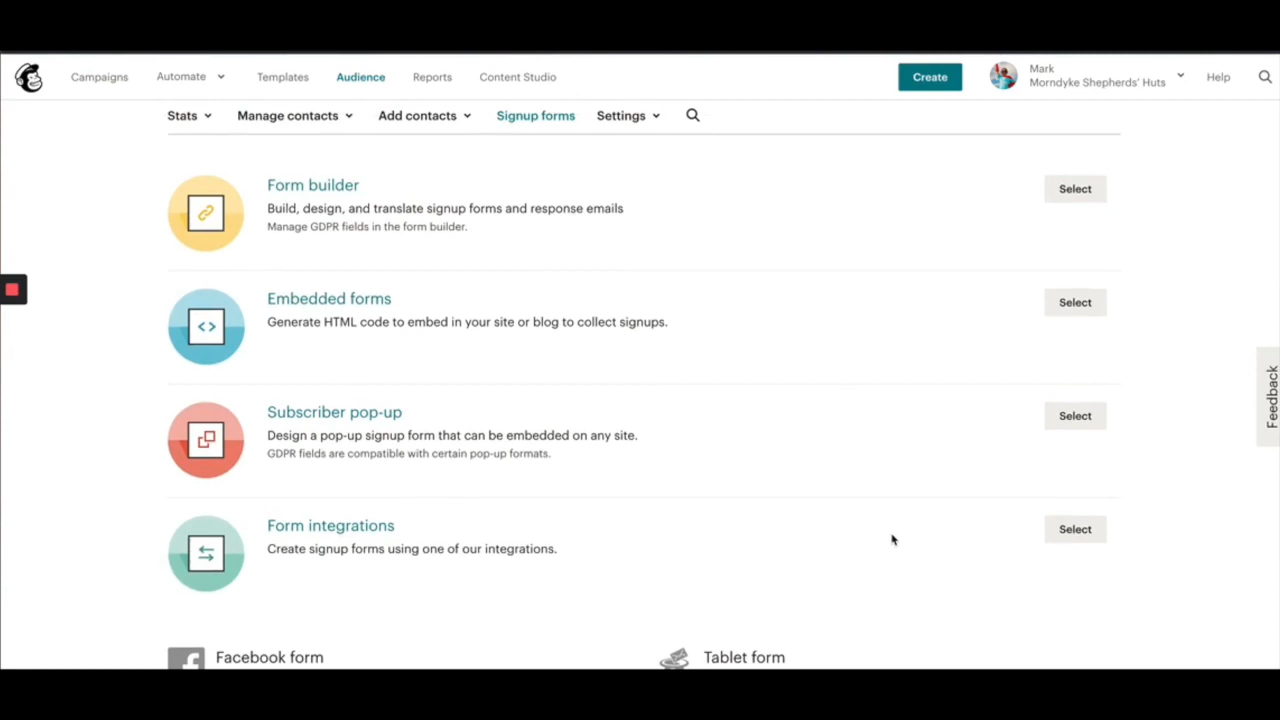 Campaigns Automate Templates Audience Reports Content Studio Create Mark Morndyke Shepherds' Huts Help
Stats Manage contacts Add contacts Signup forms Settings
Form builder
Build, design, and translate signup forms and response emails
Manage GDPR fields in the form builder.
Select
Embedded forms
Generate HTML code to embed in your site or blog to collect signups.
Select
Subscriber pop-up
Design a pop-up signup form that can be embedded on any site.
GDPR fields are compatible with certain pop-up formats.
Select
Form integrations
Create signup forms using one of our integrations.
Select
Feedback
Facebook form Tablet form